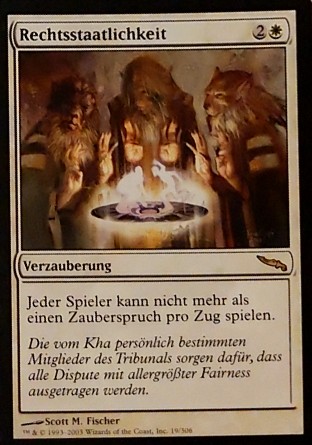 Rechtsstaatlichkeit 2
Verzauberung
Jeder Spieler kann nicht mehr als
einen Zauberspruch pro Zug spielen.
Die vom Kha persönlich bestimmten
Mitglieder des Tribunals sorgen dafür, dass
alle Dispute mit allergrößter Fairness
ausgetragen werden.
Scott M. Fischer
™ & © 1993–2003 Wizards of the Coast, Inc. 19/306